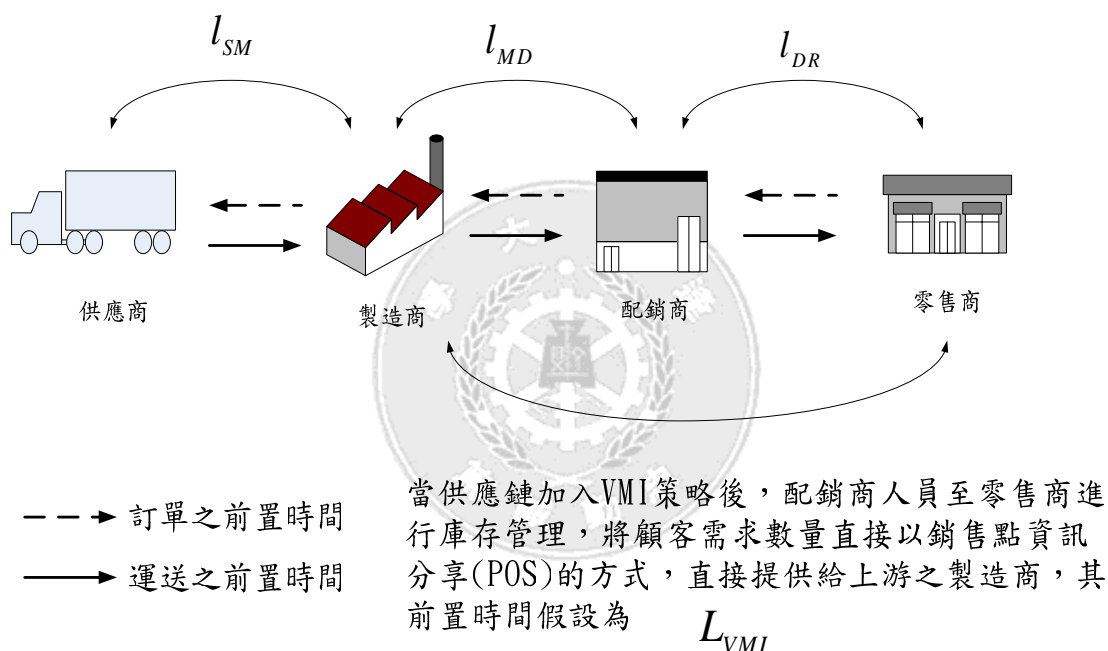 l_SM
l_MD
l_DR
供應商
製造商
配銷商
零售商
訂單之前置時間
運送之前置時間
當供應鏈加入VMI策略後，配銷商人員至零售商進
行庫存管理，將顧客需求數量直接以銷售點資訊
分享(POS)的方式，直接提供給上游之製造商，其
前置時間假設為 L_VMI